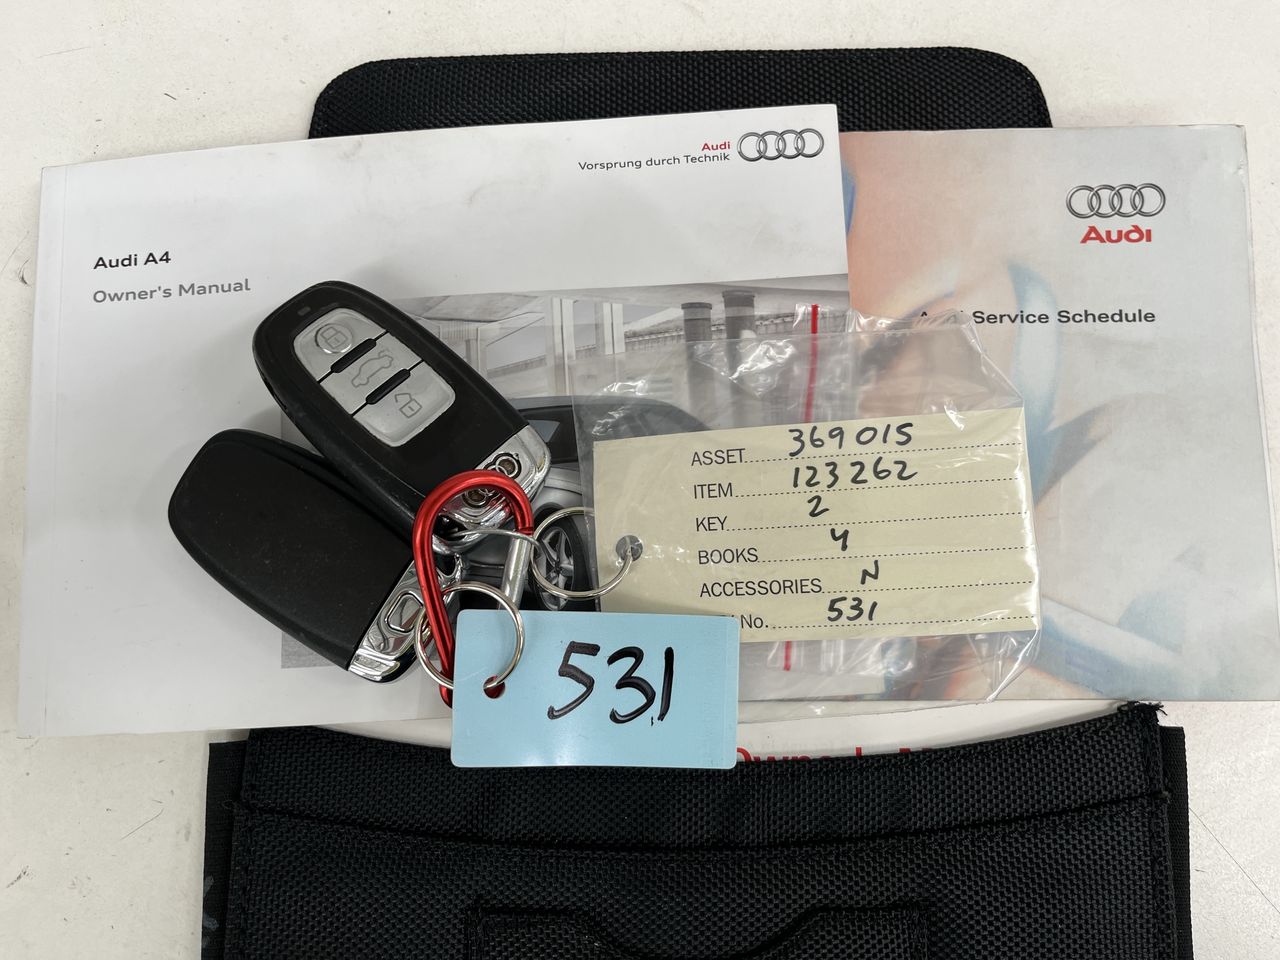 Audi
Vorsprung durch Technik
Audi A4
Owner's Manual
Audi
Service Schedule
ASSET 369015
ITEM 123262
KEY 2
BOOKS 4
ACCESSORIES N
No. 531
531